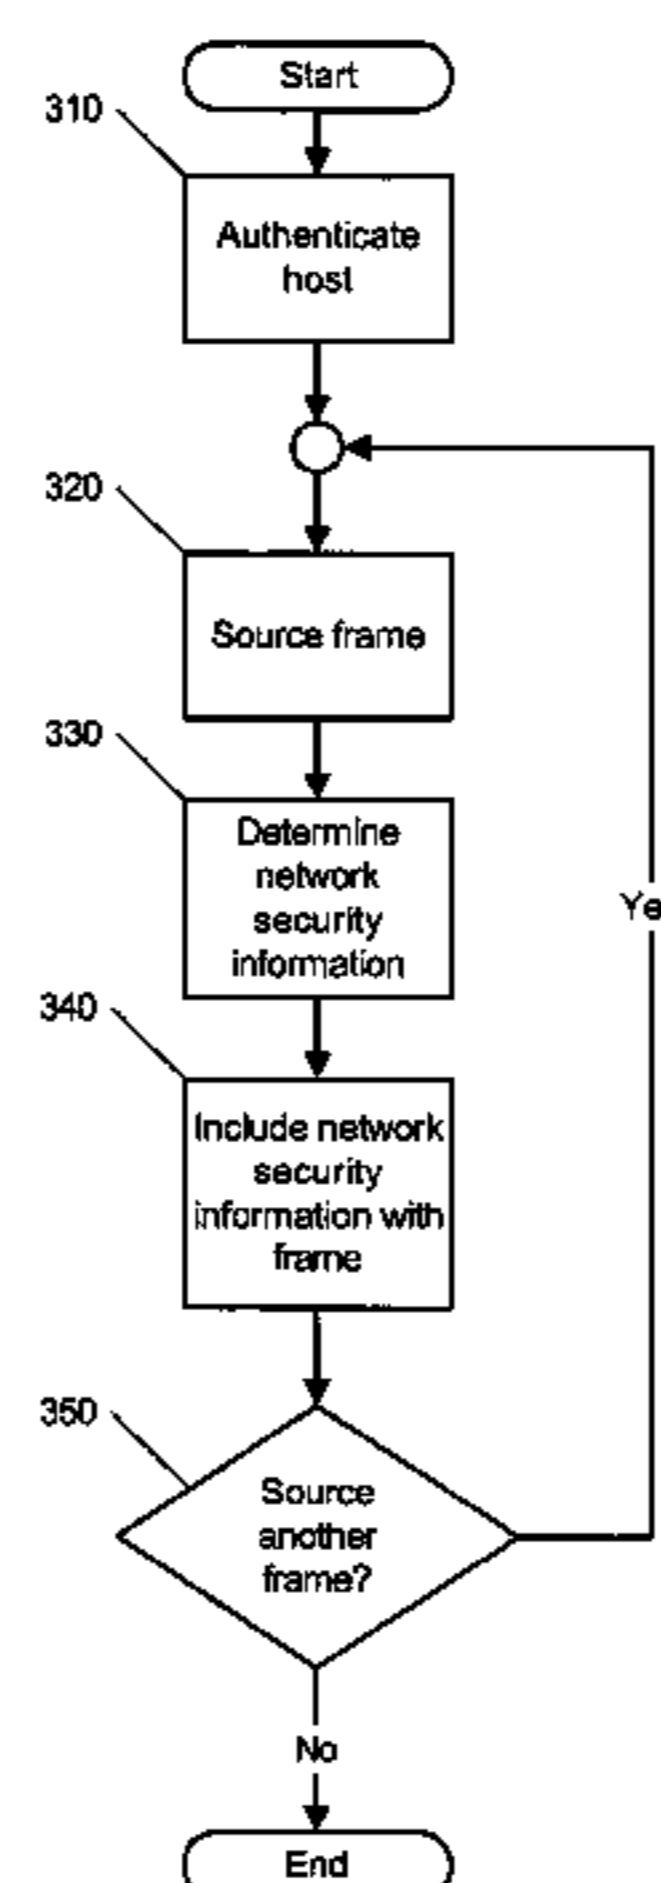 Start
310
Authenticate
host
320
Source frame
330
Determine
network
security
information
Ye
340
Include network
security
information with
frame
350
Source
another
frame?
No
End